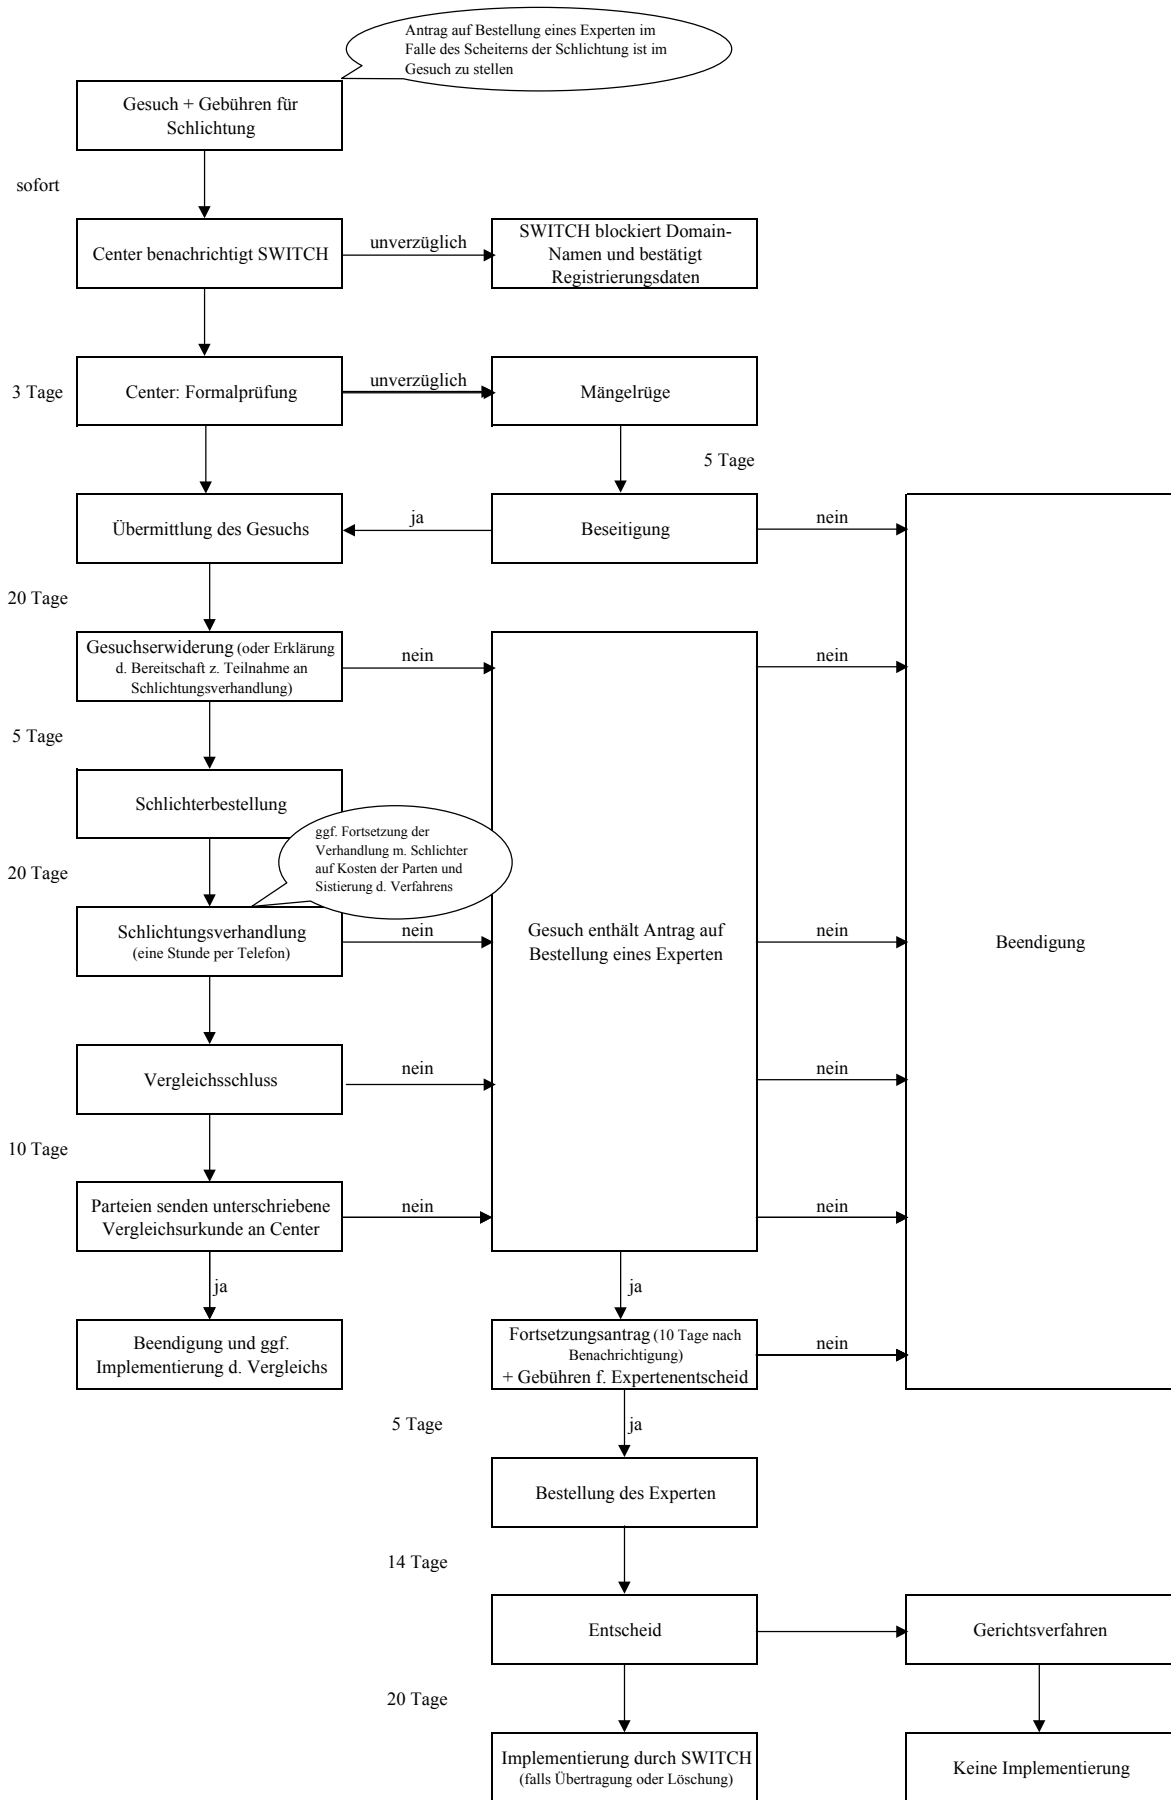 Antrag auf Bestellung eines Experten im
Falle des Scheiterns der Schlichtung ist im
Gesuch zu stellen
Gesuch + Gebühren für
Schlichtung
sofort
Center benachrichtigt SWITCH
unverzüglich
SWITCH blockiert Domain-
Namen und bestätigt
Registrierungsdaten
3 Tage
Center: Formalprüfung
unverzüglich
Mängelrüge
5 Tage
Übermittlung des Gesuchs
ja
Beseitigung
nein
20 Tage
Gesuchserwiderung (oder Erklärung
d. Bereitschaft z. Teilnahme an
Schlichtungsverhandlung)
nein
nein
5 Tage
Schlichterbestellung
ggf. Fortsetzung der
Verhandlung m. Schlichter
auf Kosten der Parten und
Sistierung d. Verfahrens
20 Tage
Schlichtungsverhandlung
(eine Stunde per Telefon)
nein
Gesuch enthält Antrag auf
Bestellung eines Experten
nein
Beendigung
Vergleichsschluss
nein
nein
10 Tage
Parteien senden unterschriebene
Vergleichsurkunde an Center
nein
nein
ja
ja
Beendigung und ggf.
Implementierung d. Vergleichs
Fortsetzungsantrag (10 Tage nach
Benachrichtigung)
+ Gebühren f. Expertenentscheid
nein
5 Tage
ja
Bestellung des Experten
14 Tage
Entscheid
Gerichtsverfahren
20 Tage
Implementierung durch SWITCH
(falls Übertragung oder Löschung)
Keine Implementierung